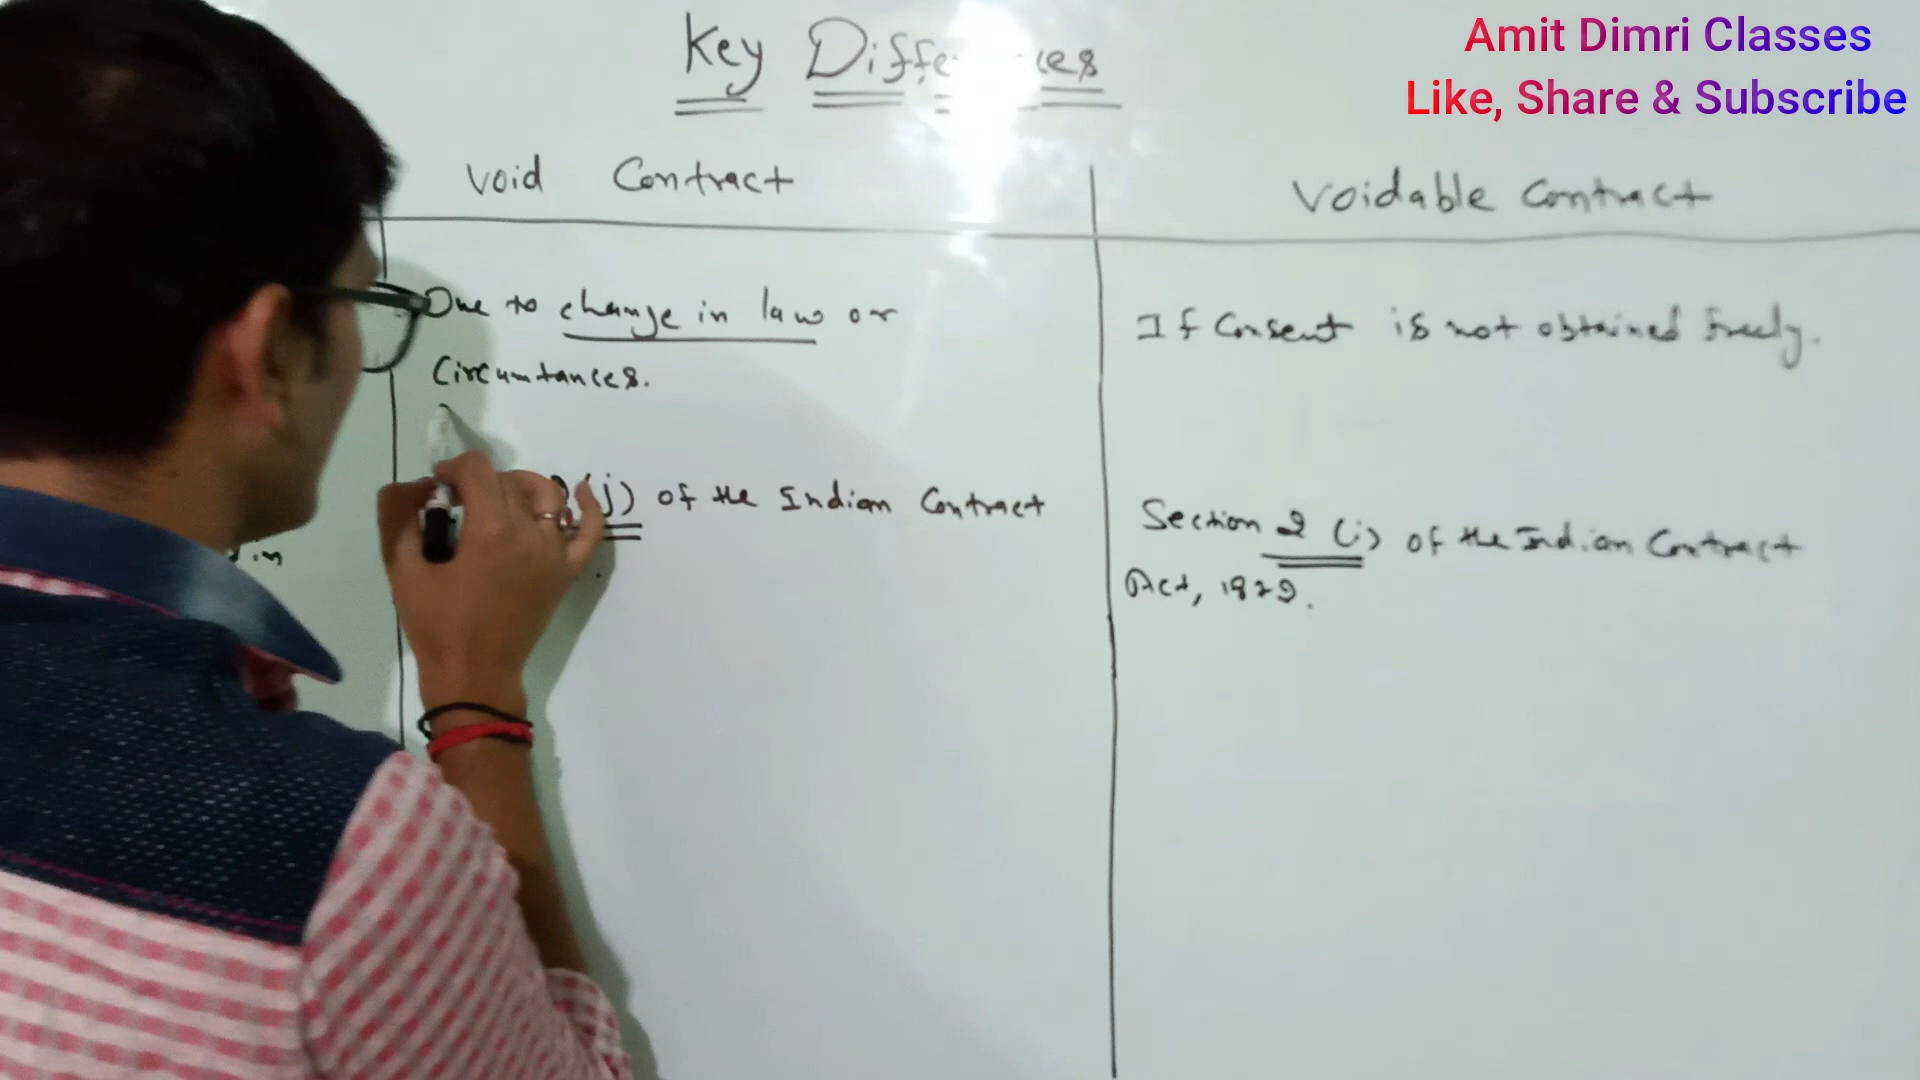 Amit Dimri Classes
Like, Share & Subscribe
Key
void Contract
Voidable Contract
Due to change in law or
Circumtances.
If Consent is not obtained freely.
(j) of the Indian Contract
Section 2 (i) of the Indian Contract
Act, 1872.